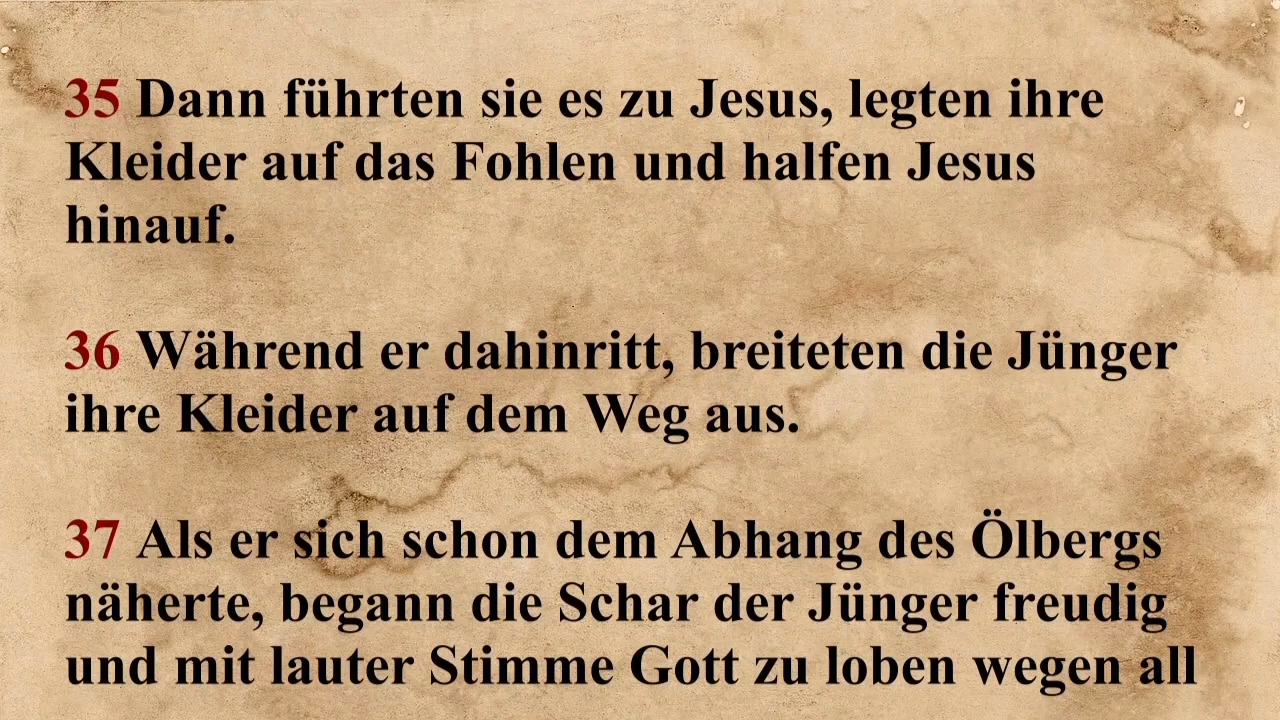 35 Dann führten sie es zu Jesus, legten ihre
Kleider auf das Fohlen und halfen Jesus
hinauf.
36 Während er dahinritt, breiteten die Jünger
ihre Kleider auf dem Weg aus.
37 Als er sich schon dem Abhang des Ölbergs
näherte, begann die Schar der Jünger freudig
und mit lauter Stimme Gott zu loben wegen all